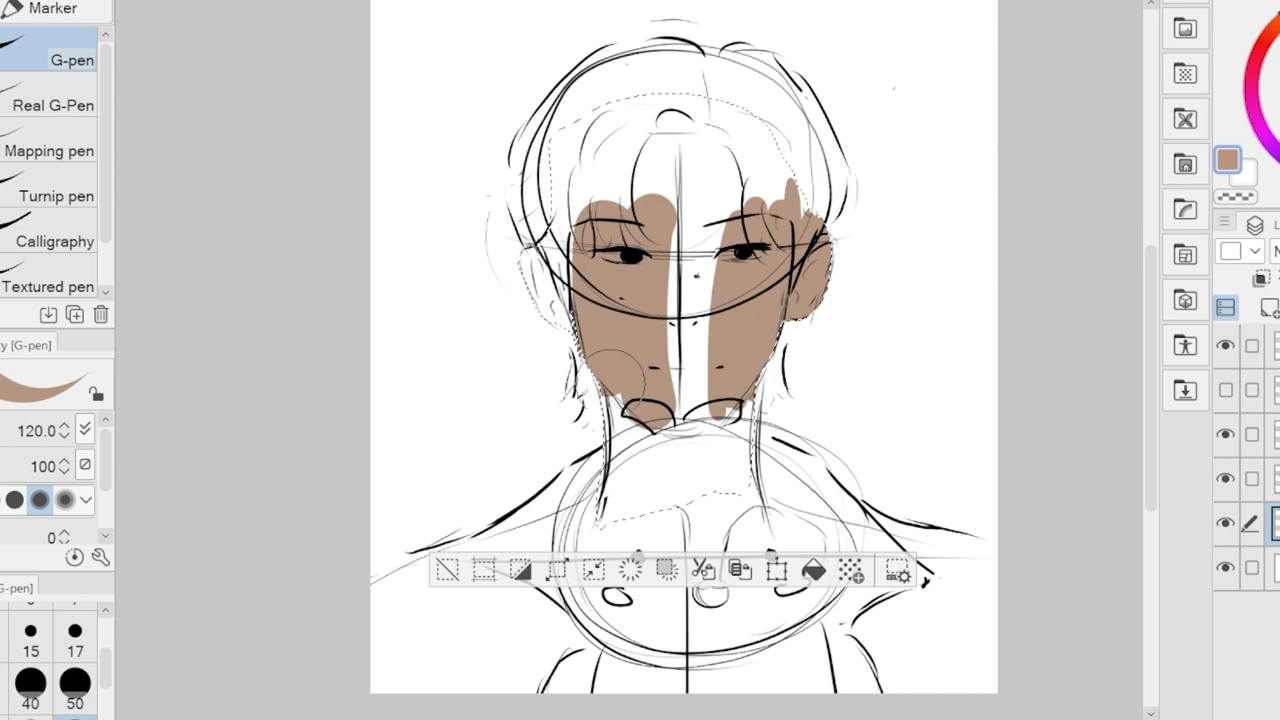 Marker
G-pen
Real G-Pen
Mapping pen
Turnip pen
Calligraphy
Textured pen
[G-pen]
120.0
100
0
G-pen]
15 17
40 50